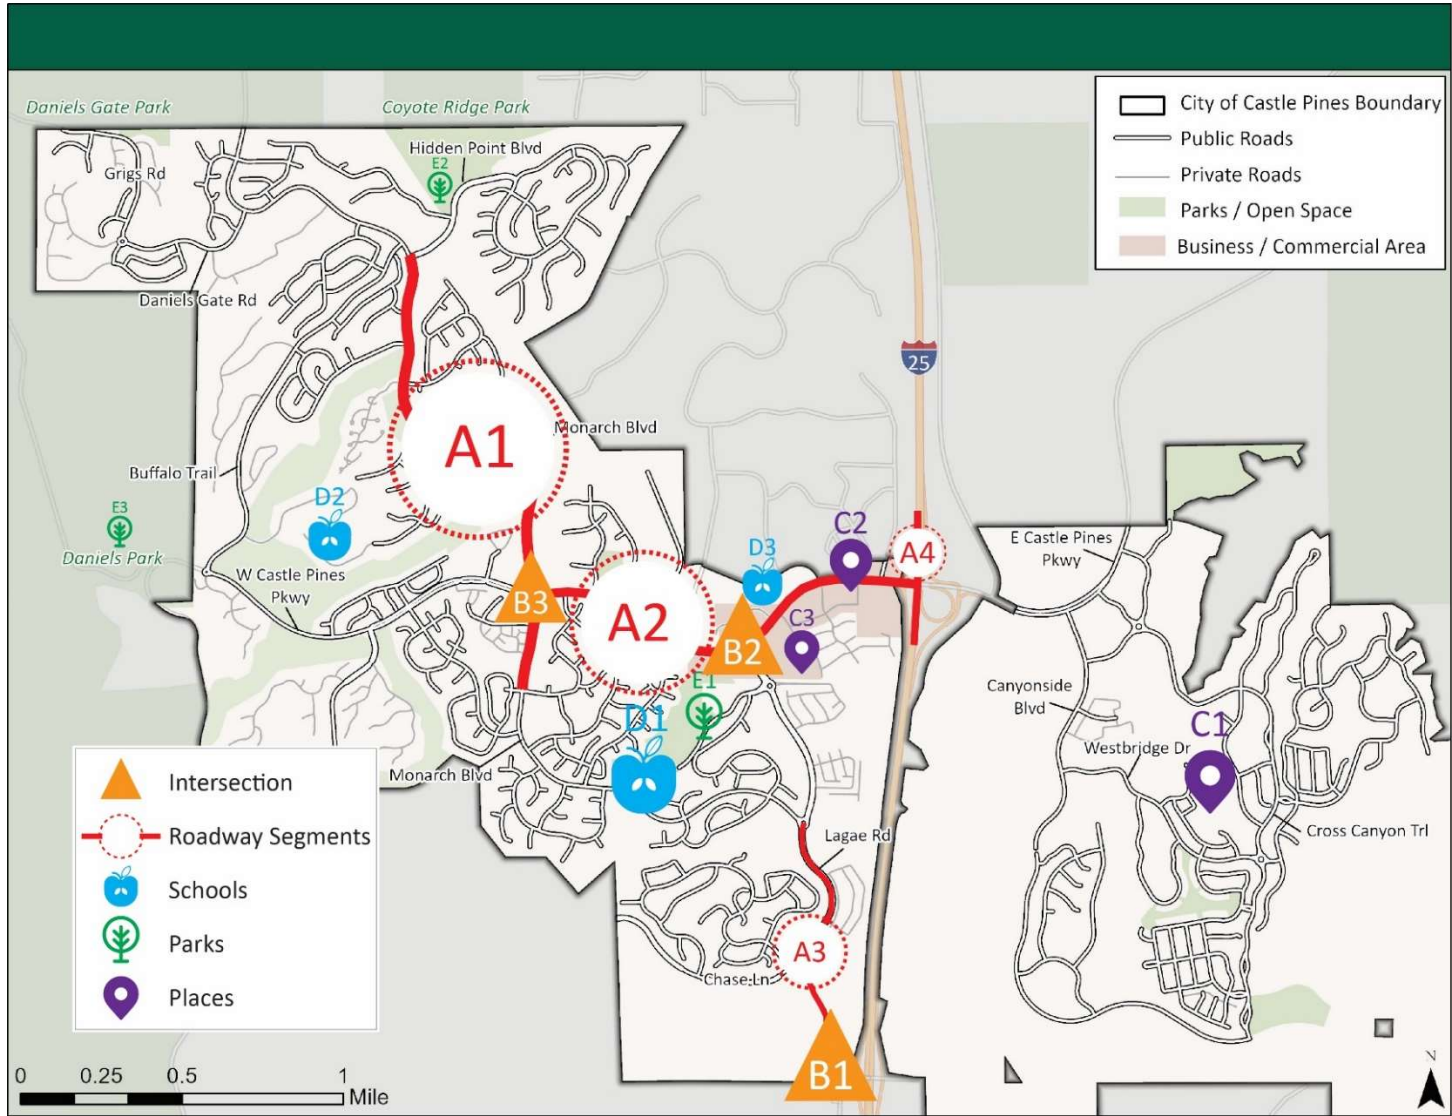 Daniels Gate Park
Coyote Ridge Park
City of Castle Pines Boundary
Public Roads
Private Roads
Parks / Open Space
Business / Commercial Area
Hidden Point Blvd
E2
Grigs Rd
Daniels Gate Rd
25
A1
Monarch Blvd
Buffalo Trail
D2
E3
Daniels Park
W Castle Pines
Pkwy
C2
D3
A4
E Castle Pines
Pkwy
B3
A2
C3
B2
E1
D1
Canyonside
Blvd
C1
Westbridge Dr
Monarch Blvd
Lagae Rd
Cross Canyon Trl
A3
Chase Ln
B1
Intersection
Roadway Segments
Schools
Parks
Places
0 0.25 0.5 1
Mile
N